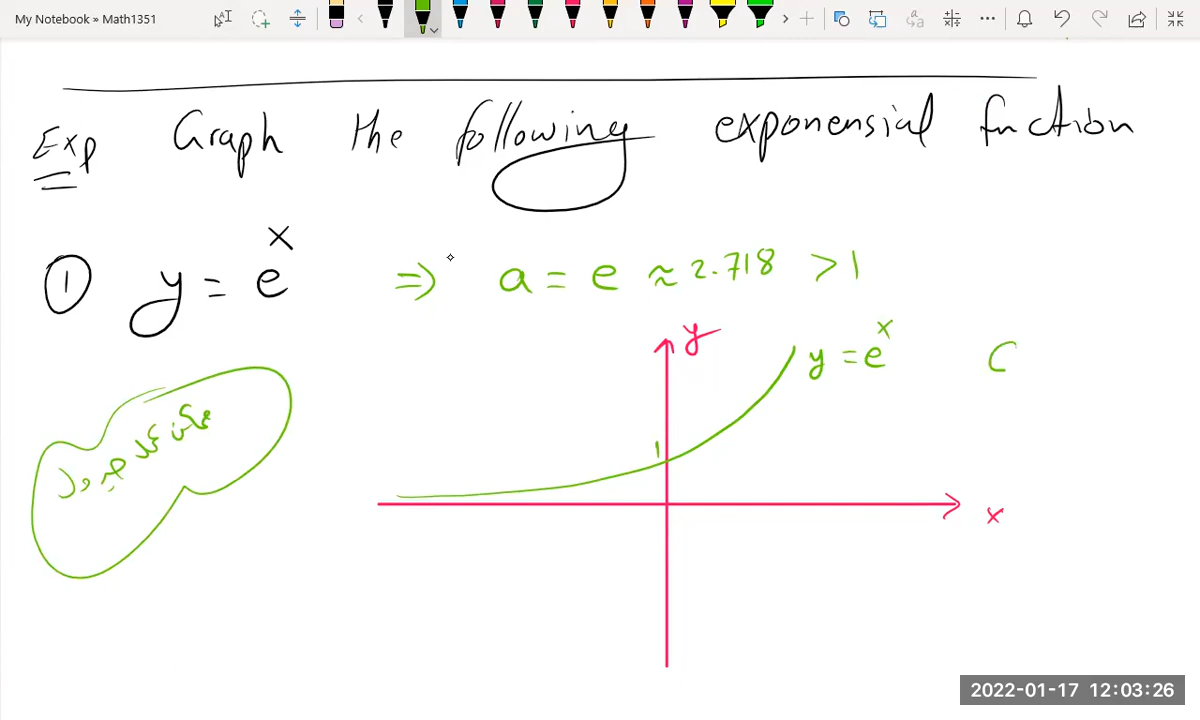 My Notebook » Math1351
Exp Graph the following exponensial fnction
① y = e^x ⇒ a = e ≈ 2.718 > 1
y
y = e^x C
1
x
2022-01-17 12:03:26